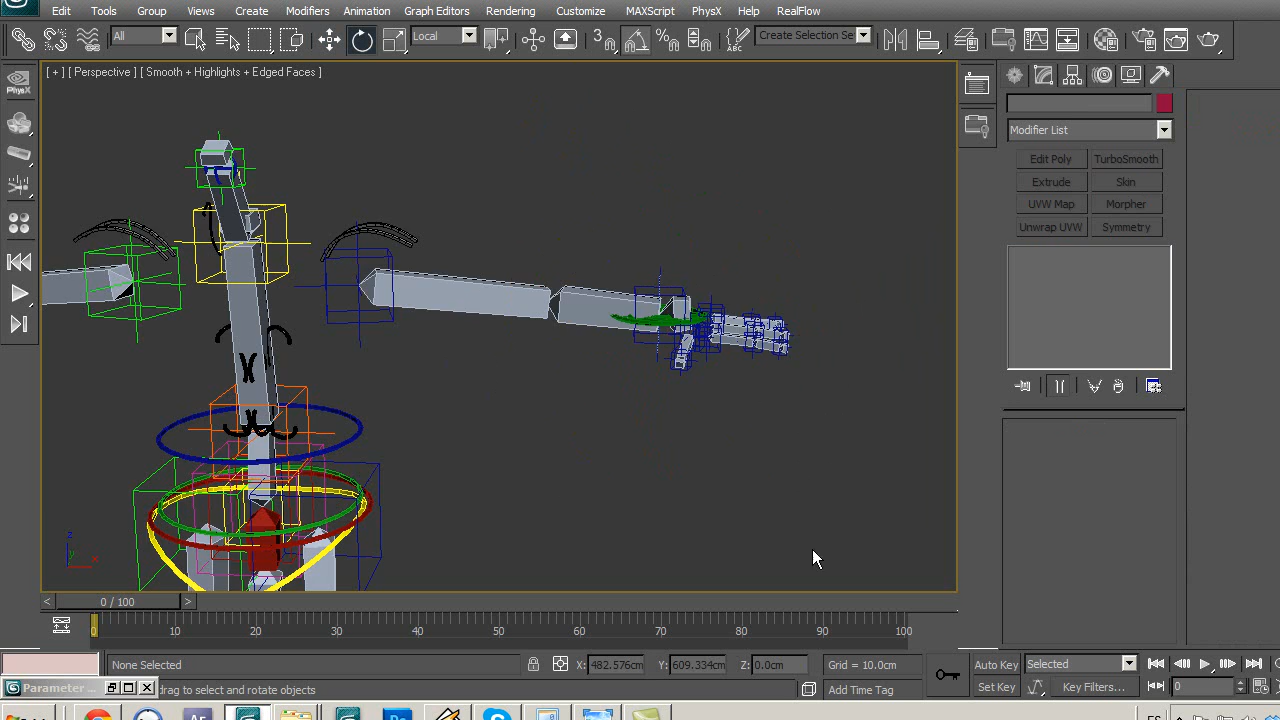 Edit Tools Group Views Create Modifiers Animation Graph Editors Rendering Customize MAXScript PhysX Help RealFlow
All Local 3 Create Selection Se
[ + ] [ Perspective ] [ Smooth + Highlights + Edged Faces ]
PhysX
Modifier List
Edit Poly TurboSmooth
Extrude Skin
UVW Map Morpher
Unwrap UVW Symmetry
z
y x
< 0 / 100 >
0 10 20 30 40 50 60 70 80 90 100
None Selected X: 482.576cm Y: 609.334cm Z: 0.0cm Grid = 10.0cm Auto Key Selected
Parameter ... drag to select and rotate objects Add Time Tag Set Key Key Filters... 0